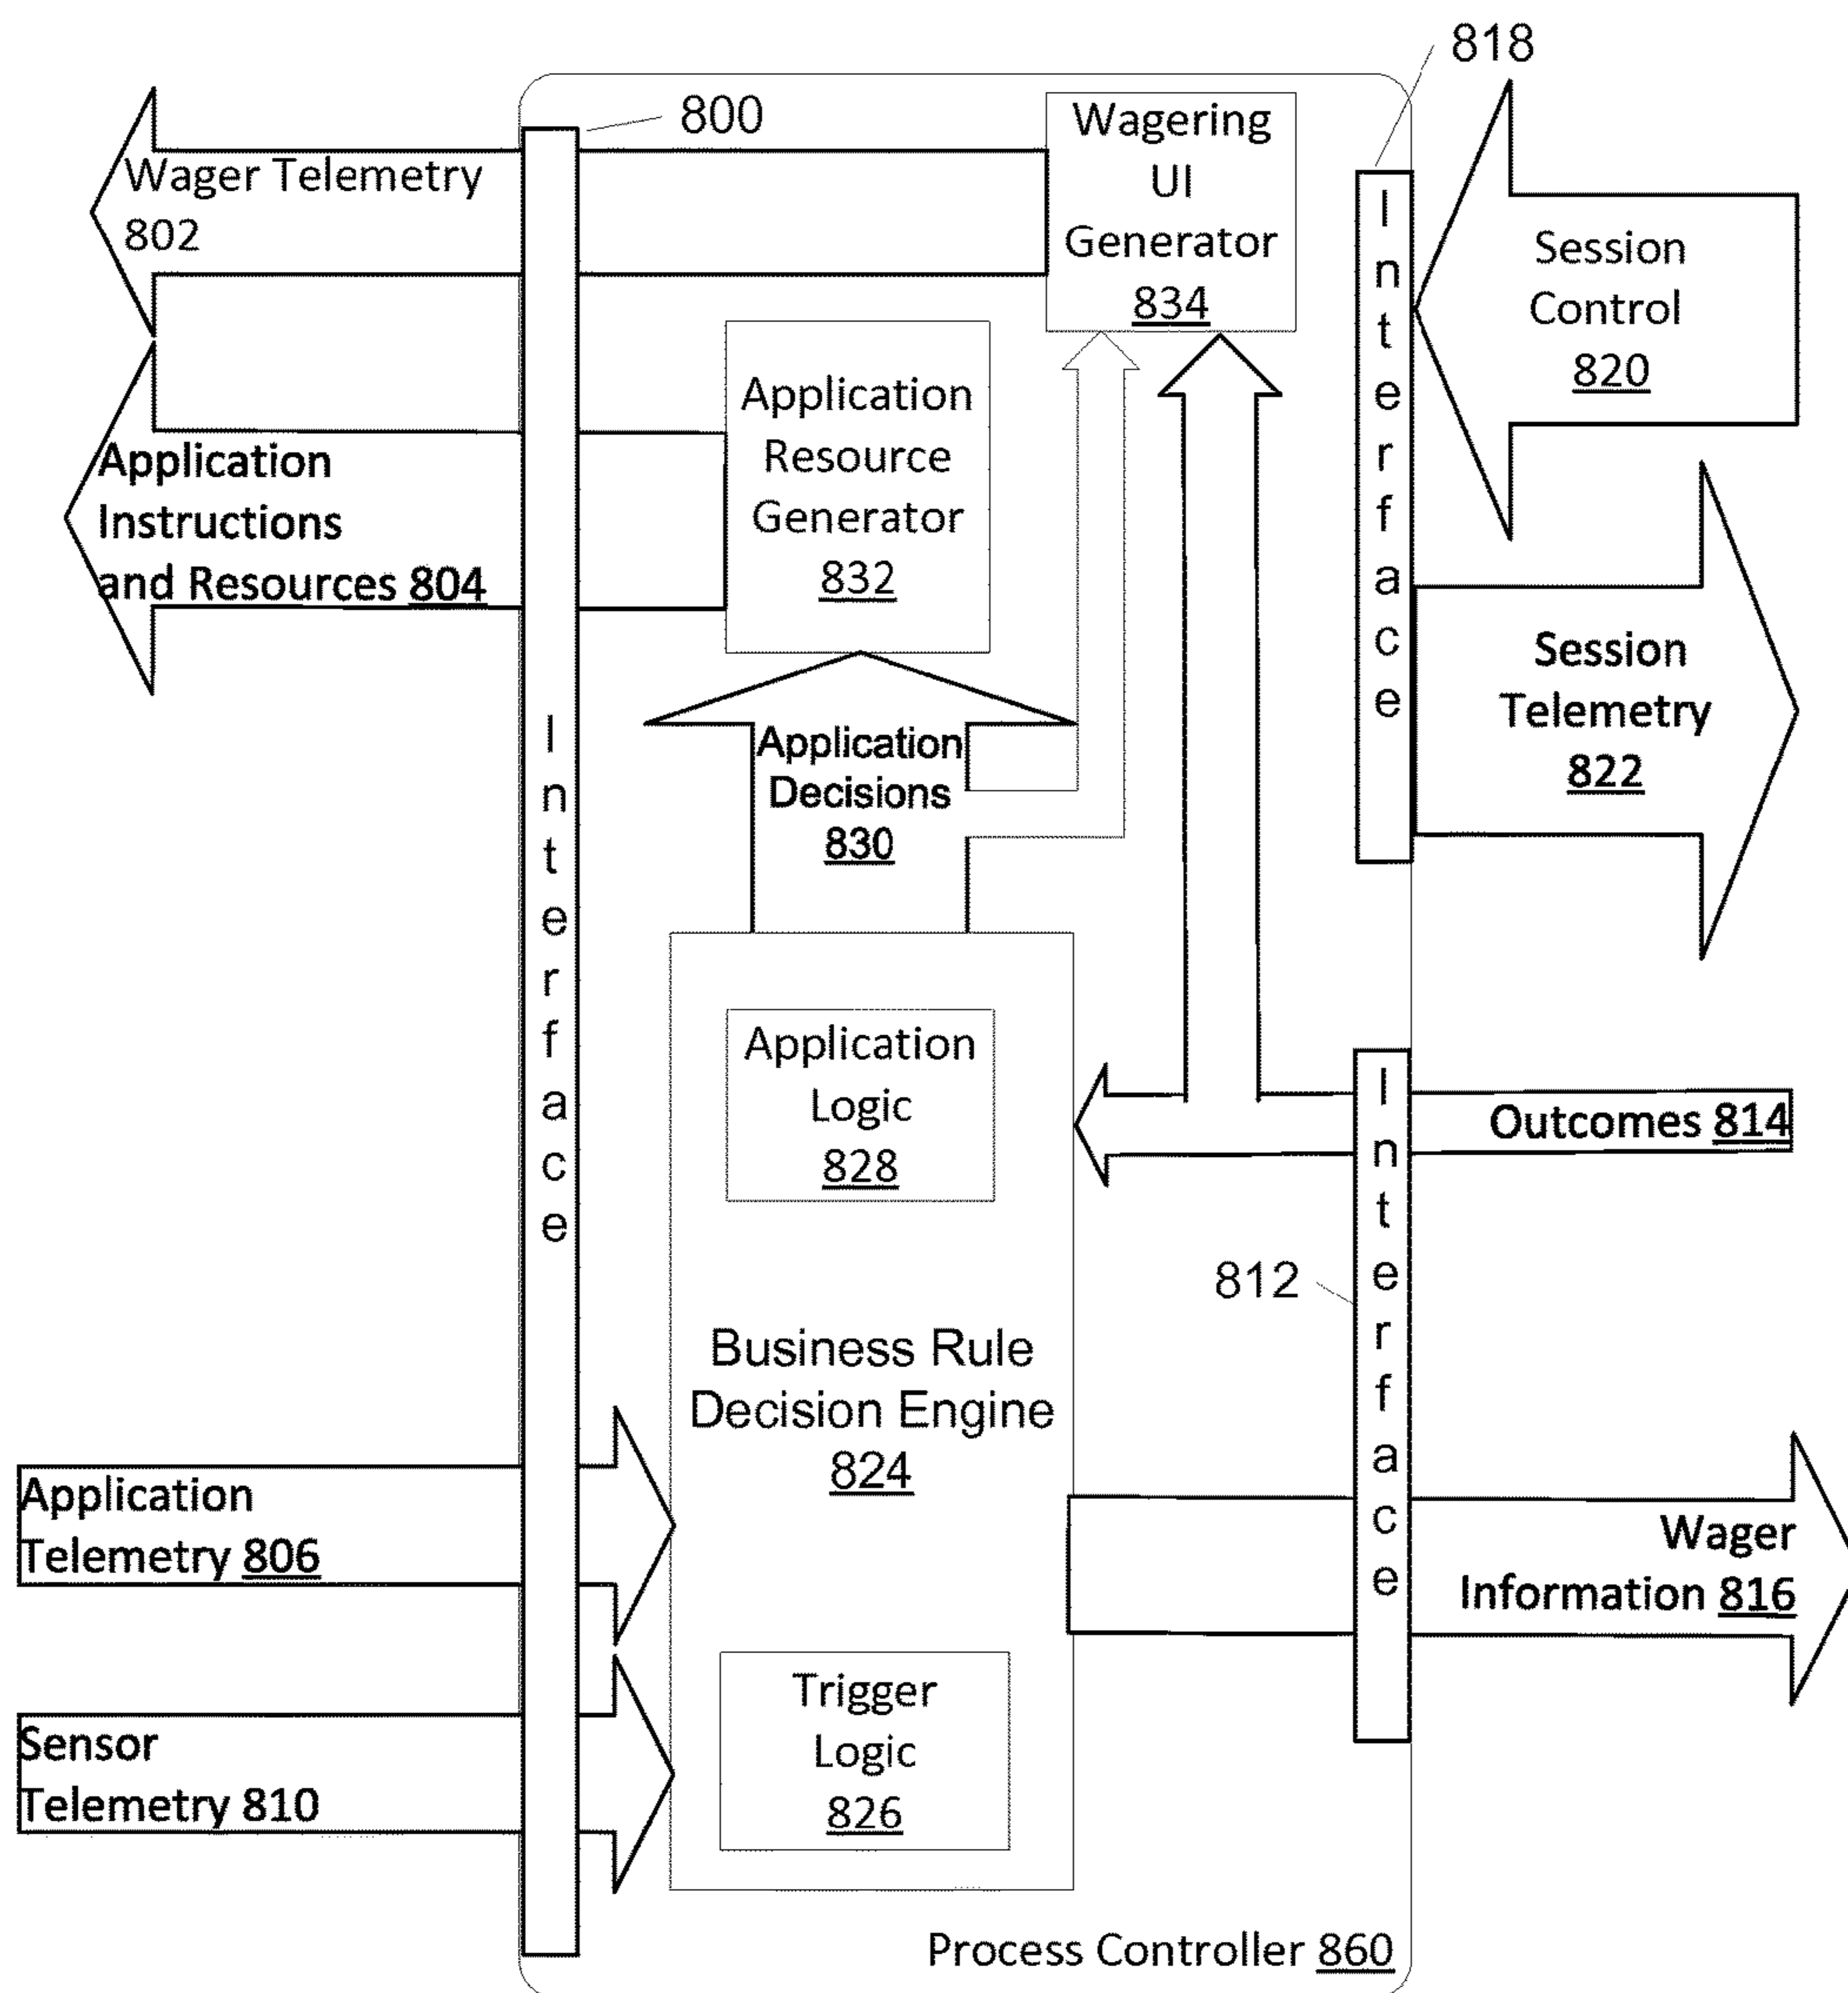 818
800
Wagering
UI
Generator
834
Wager Telemetry
802
Interface
Session
Control
820
Application
Resource
Generator
832
Application
Instructions
and Resources 804
Session
Telemetry
822
Interface
Application
Decisions
830
Application
Logic
828
Interface
Outcomes 814
812
Business Rule
Decision Engine
824
Application
Telemetry 806
Wager
Information 816
Trigger
Logic
826
Sensor
Telemetry 810
Process Controller 860